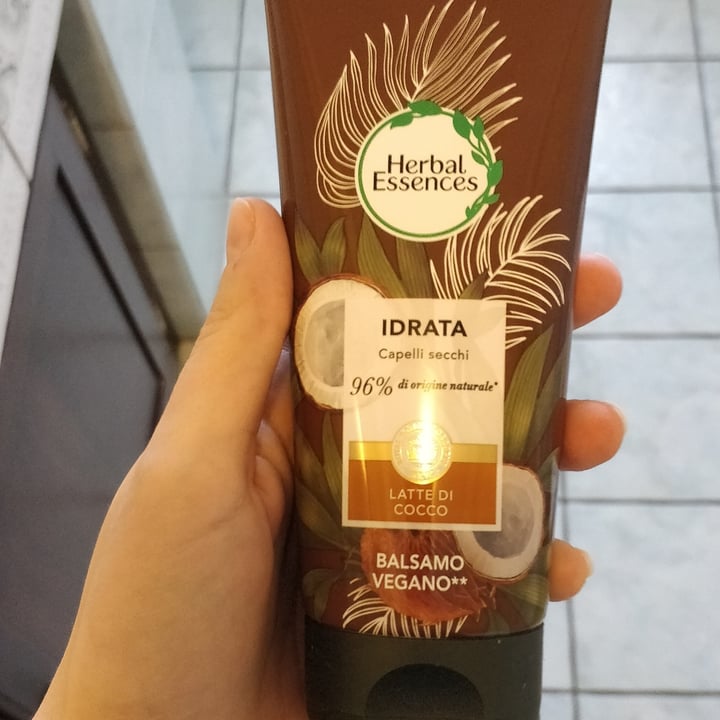 Herbal
Essences
IDRATA
Capelli secchi
96% di origine naturale*
LATTE DI
COCCO
BALSAMO
VEGANO**